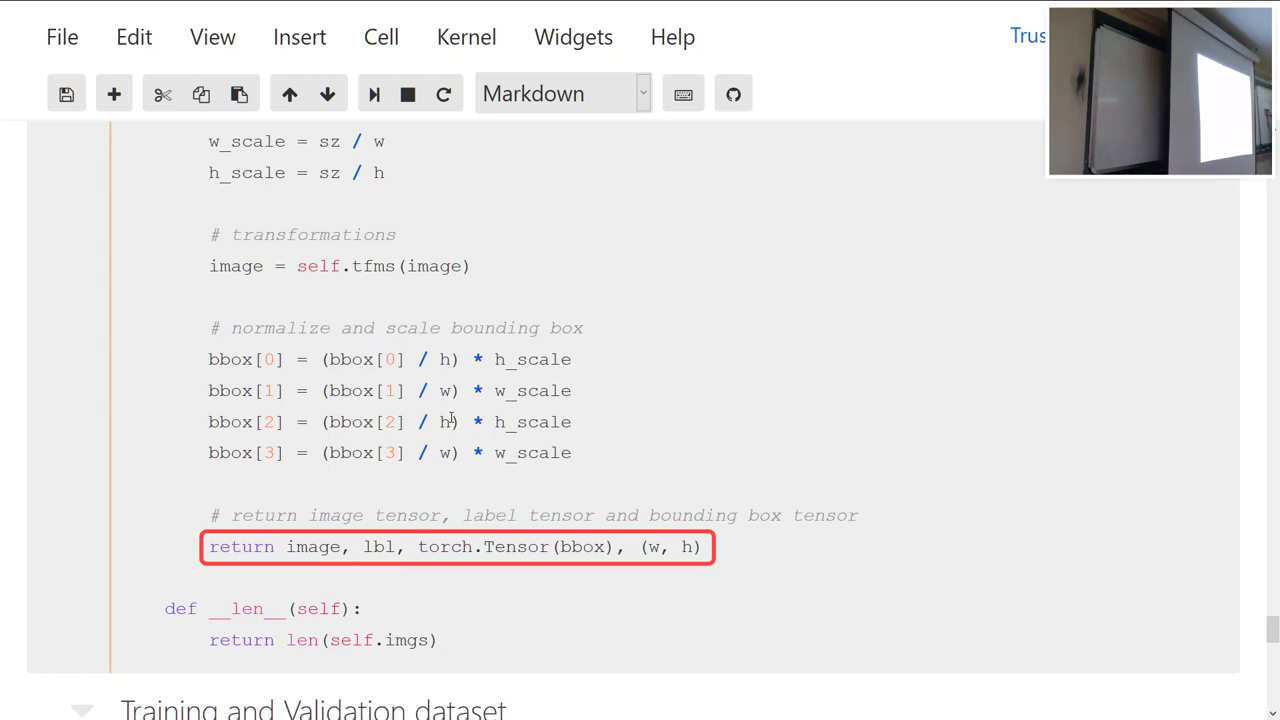 File Edit View Insert Cell Kernel Widgets Help Trus
Markdown
w_scale = sz / w
h_scale = sz / h
# transformations
image = self.tfms(image)
# normalize and scale bounding box
bbox[0] = (bbox[0] / h) * h_scale
bbox[1] = (bbox[1] / w) * w_scale
bbox[2] = (bbox[2] / h) * h_scale
bbox[3] = (bbox[3] / w) * w_scale
# return image tensor, label tensor and bounding box tensor
return image, lbl, torch.Tensor(bbox), (w, h)
def __len__(self):
return len(self.imgs)
Training and Validation dataset